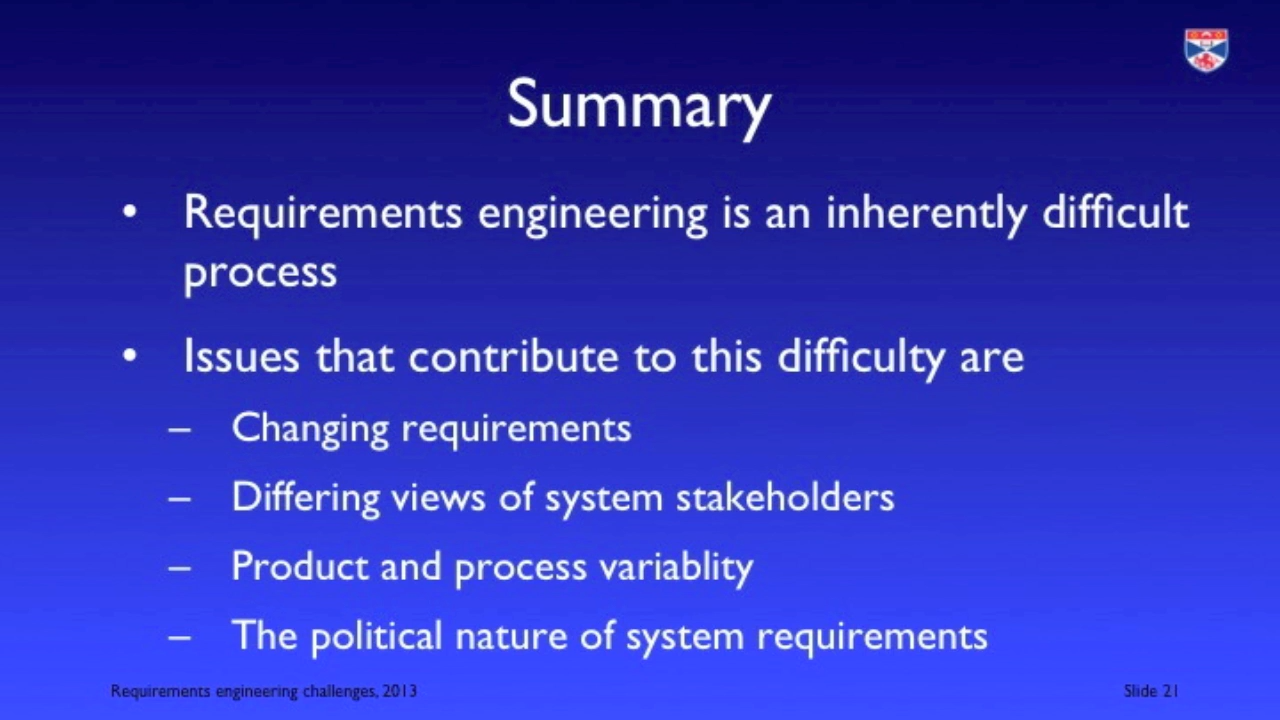 Summary
• Requirements engineering is an inherently difficult
process
• Issues that contribute to this difficulty are
– Changing requirements
– Differing views of system stakeholders
– Product and process variablity
– The political nature of system requirements
Requirements engineering challenges, 2013
Slide 21